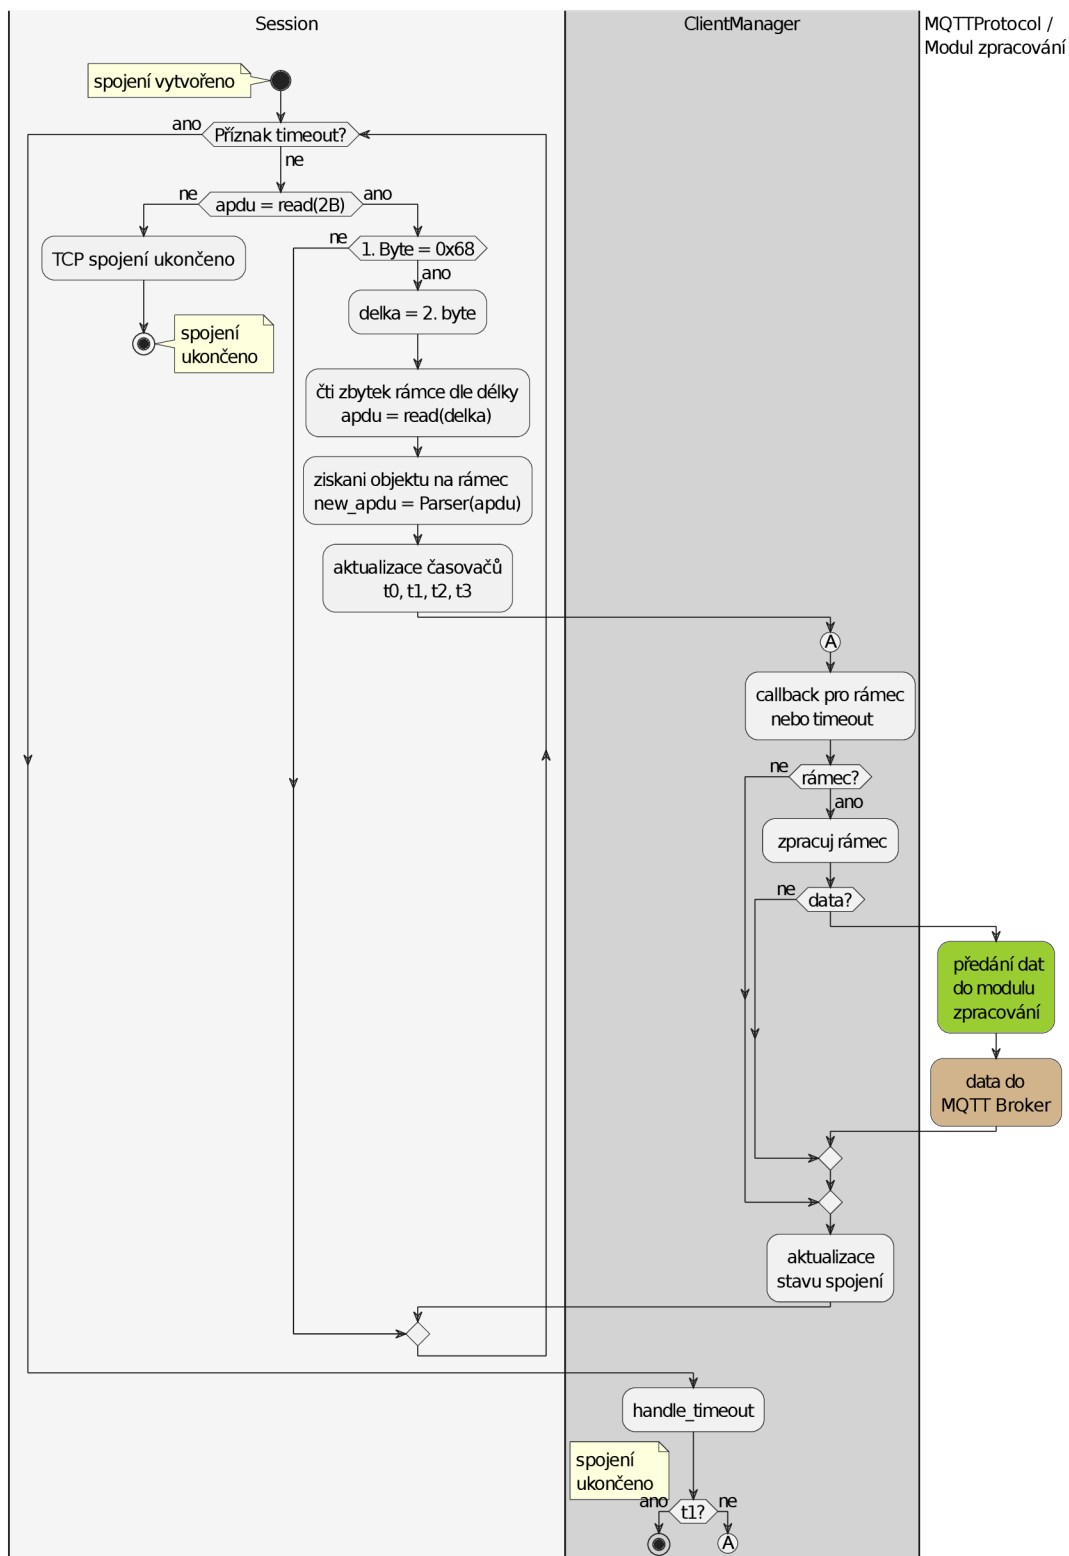 Session
ClientManager
MQTTProtocol /
Modul zpracování
spojení vytvořeno
ano
Příznak timeout?
ne
ne
apdu = read(2B)
ano
TCP spojení ukončeno
spojení
ukončeno
ne
1. Byte = 0x68
ano
delka = 2. byte
čti zbytek rámce dle délky
apdu = read(delka)
ziskani objektu na rámec
new_apdu = Parser(apdu)
aktualizace časovačů
t0, t1, t2, t3
A
callback pro rámec
nebo timeout
ne
rámec?
ano
zpracuj rámec
ne
data?
předání dat
do modulu
zpracování
data do
MQTT Broker
aktualizace
stavu spojení
handle_timeout
spojení
ukončeno
ano
t1?
ne
A